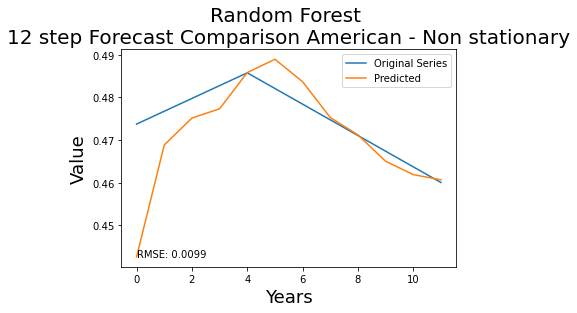 Random Forest
12 step Forecast Comparison American - Non stationary
0.49
0.48
0.47
0.46
0.45
Value
Original Series
Predicted
RMSE: 0.0099
0 2 4 6 8 10
Years